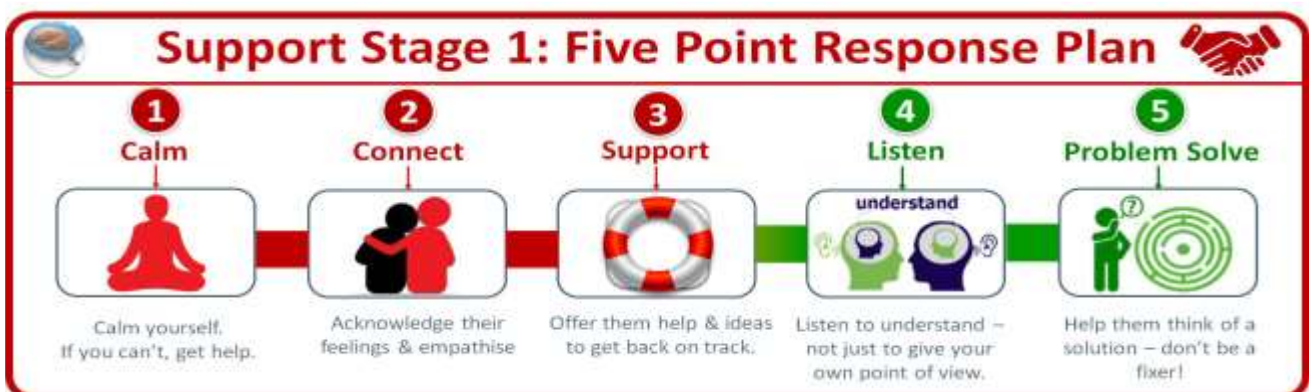 Support Stage 1: Five Point Response Plan
1
Calm
Calm yourself.
If you can't, get help.
2
Connect
Acknowledge their
feelings & empathise
3
Support
Offer them help & ideas
to get back on track.
4
Listen
understand
Listen to understand –
not just to give your
own point of view.
5
Problem Solve
?
Help them think of a
solution – don't be a
fixer!